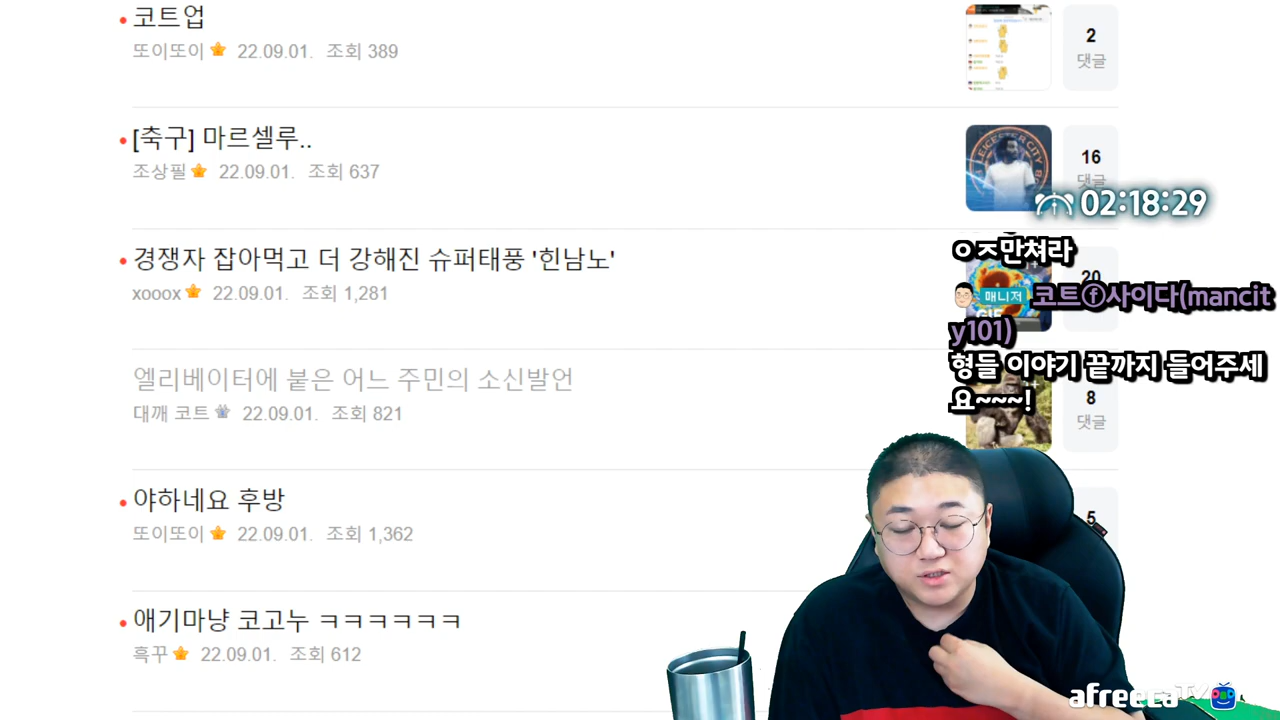 코트업
또이또이 22.09.01. 조회 389
2
댓글
[축구] 마르셀루..
조상필 22.09.01. 조회 637
16
댓글
02:18:29
ㅇㅈ만쳐라
경쟁자 잡아먹고 더 강해진 슈퍼태풍 '힌남노'
xooox 22.09.01. 조회 1,281
20
매니저 코트ⓕ사이다(mancit
y101)
형들 이야기 끝까지 들어주세
요~~~!
엘리베이터에 붙은 어느 주민의 소신발언
대깨 코트 22.09.01. 조회 821
8
댓글
야하네요 후방
또이또이 22.09.01. 조회 1,362
5
애기마냥 코고누 ㅋㅋㅋㅋㅋㅋ
흑꾸 22.09.01. 조회 612
afreecaTV